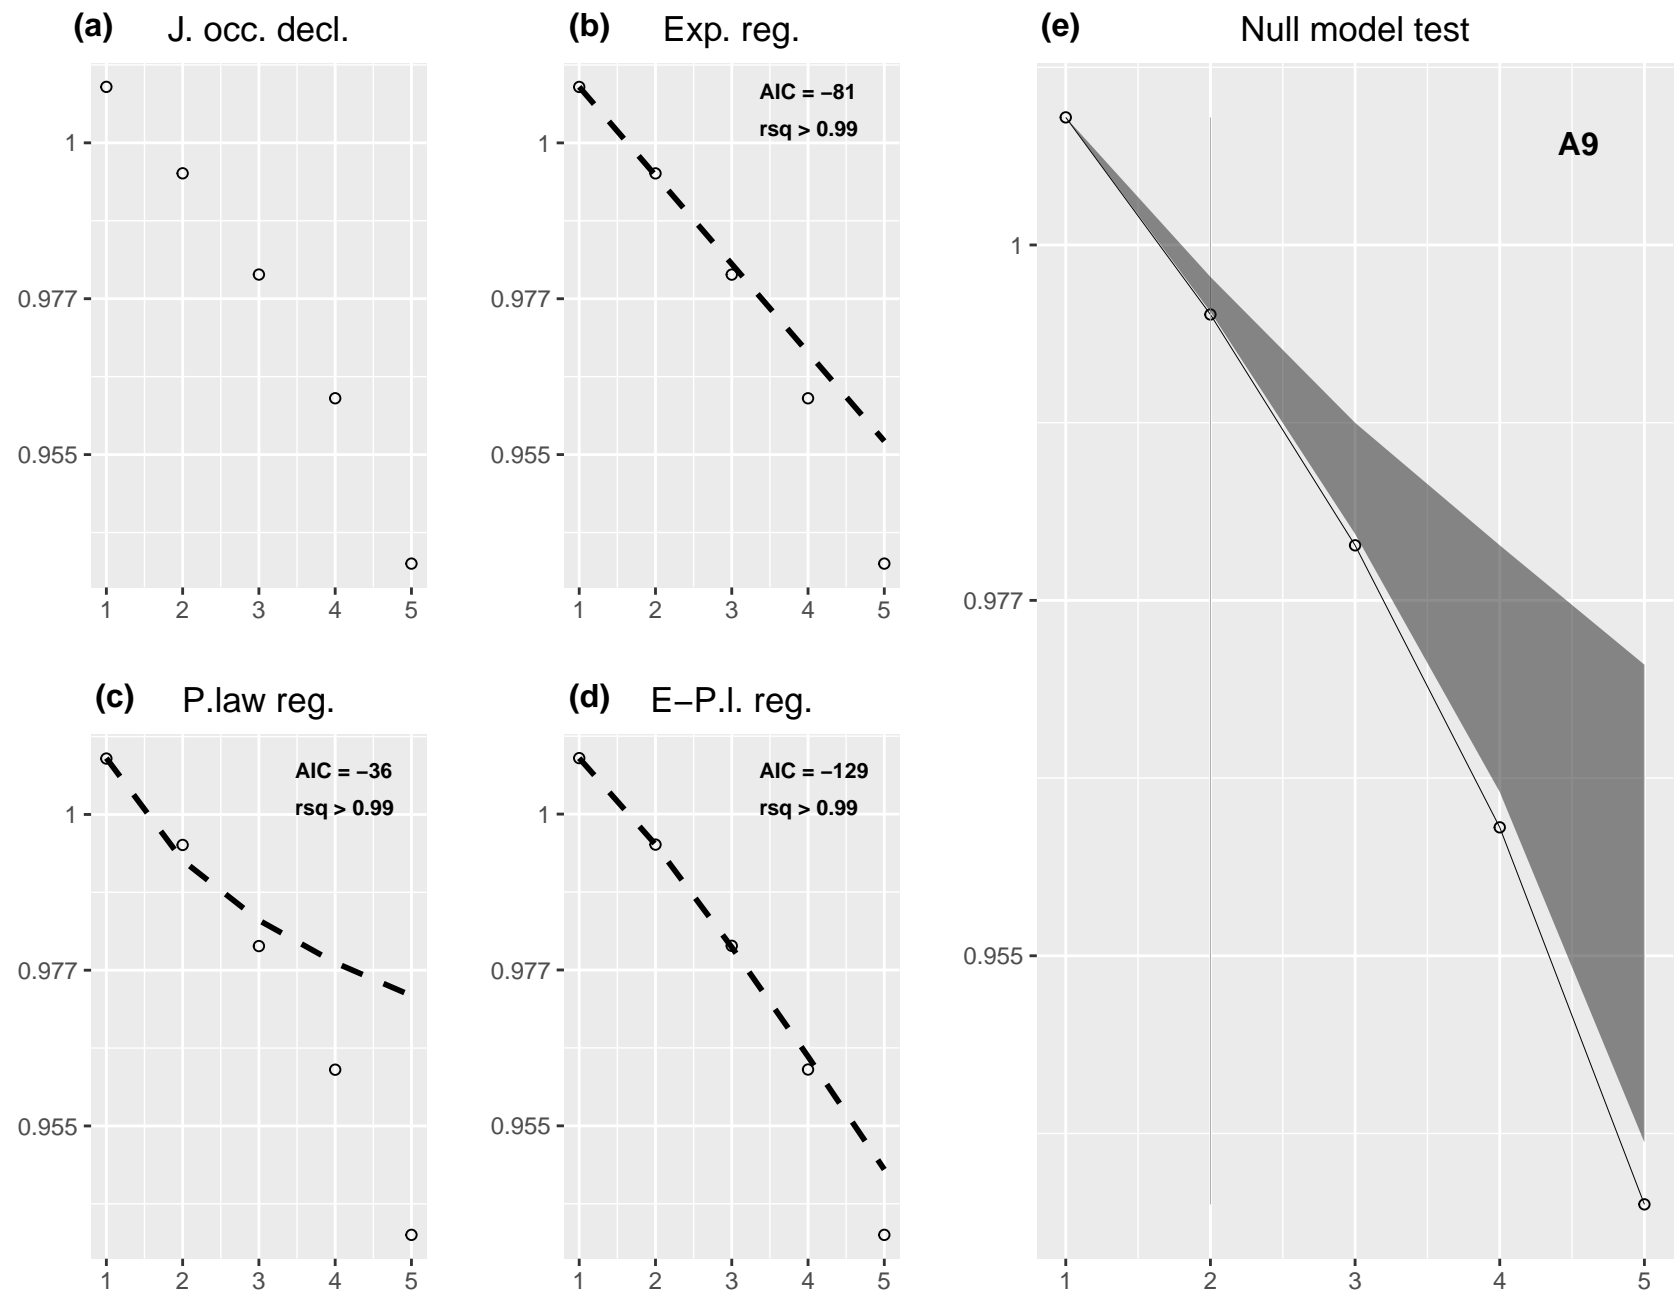 (a) J. occ. decl.
1
0.977
0.955
1 2 3 4 5
(b) Exp. reg.
AIC = −81
rsq > 0.99
1
0.977
0.955
1 2 3 4 5
(c) P.law reg.
AIC = −36
rsq > 0.99
1
0.977
0.955
1 2 3 4 5
(d) E−P.l. reg.
AIC = −129
rsq > 0.99
1
0.977
0.955
1 2 3 4 5
(e) Null model test
A9
1
0.977
0.955
1 2 3 4 5